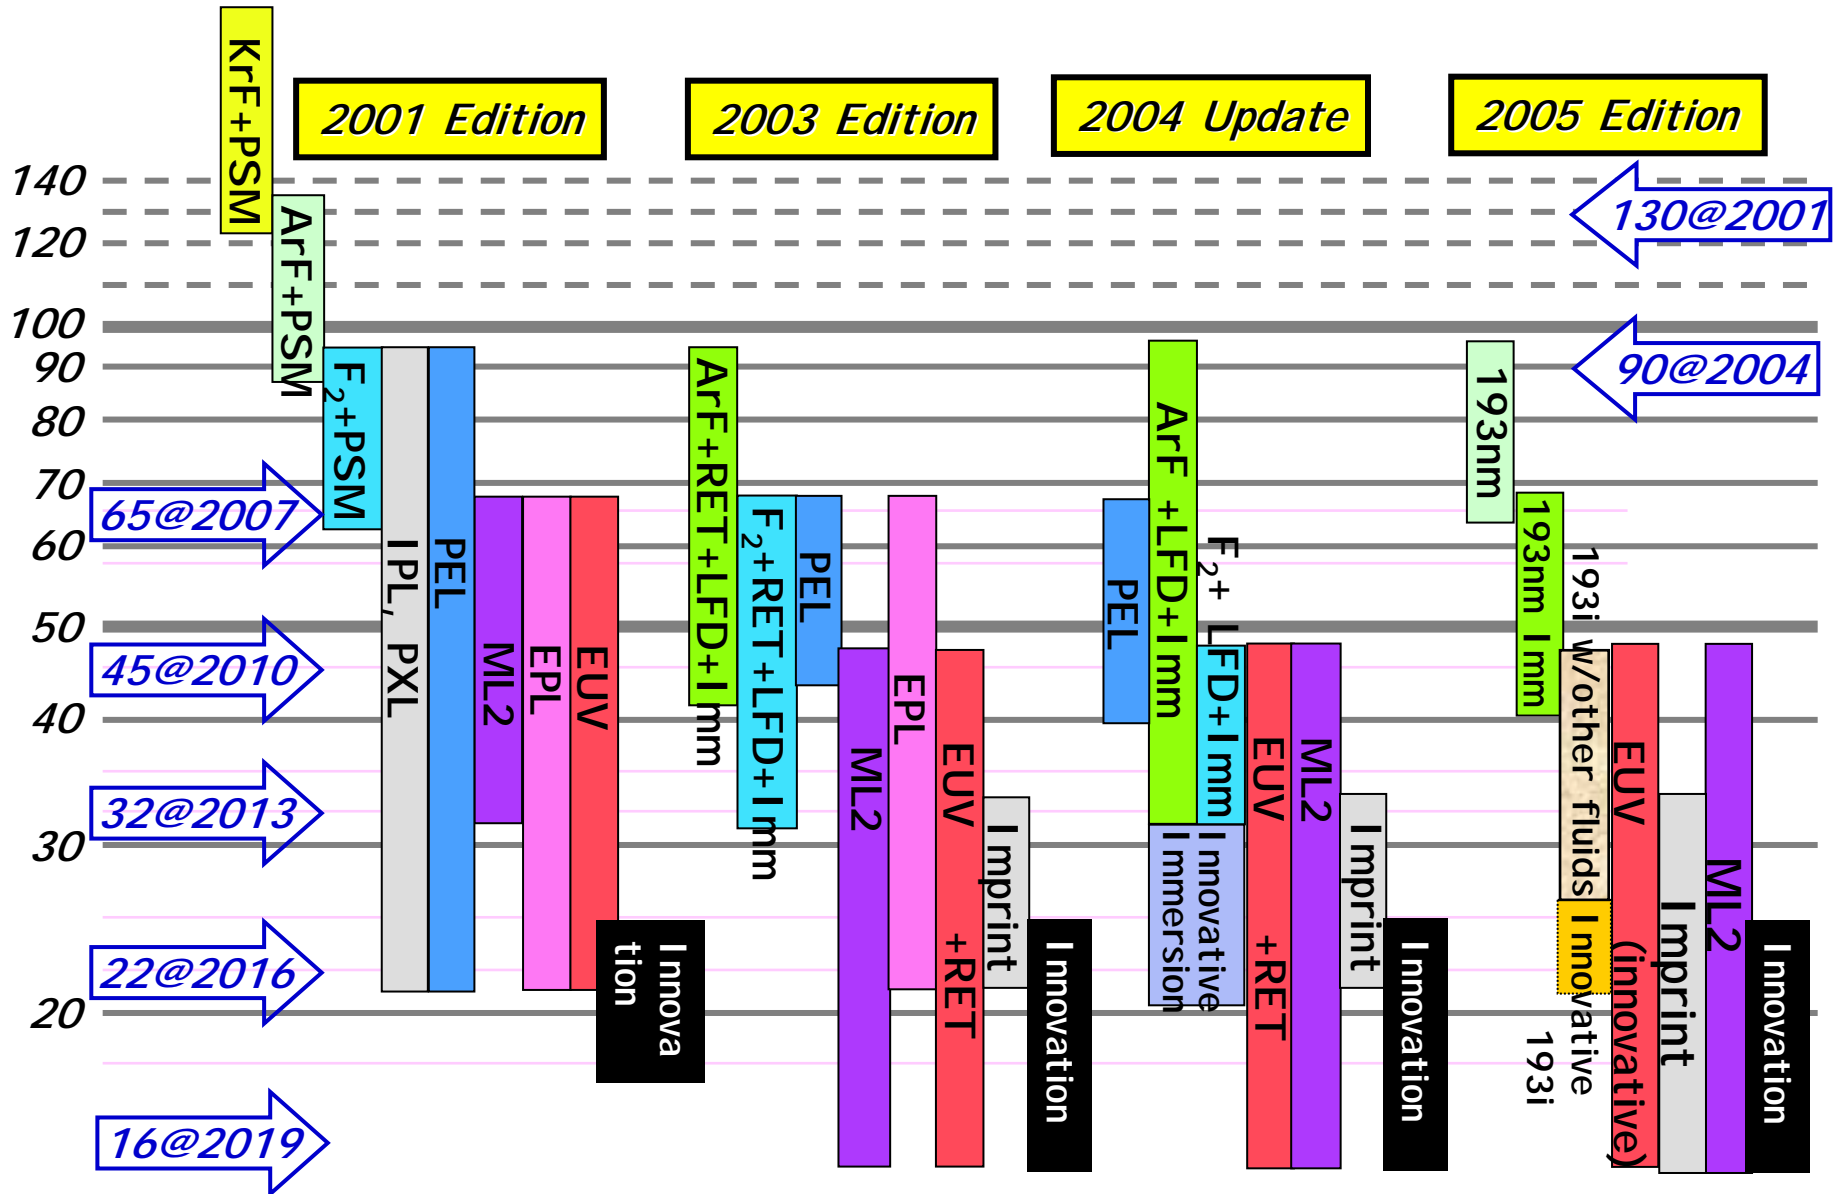 2001 Edition
2003 Edition
2004 Update
2005 Edition
140
120
100
90
80
70
60
50
40
30
20
130@2001
90@2004
65@2007
45@2010
32@2013
22@2016
16@2019
KrF+PSM
ArF+PSM
F2+PSM
IPL, PXL
PEL
ML2
EPL
EUV
Innova
tion
ArF+RET+LFD+Imm
F2+RET+LFD+Imm
PEL
ML2
EPL
EUV +RET
Imprint
Innovation
PEL
ArF +LFD+Imm
F2+ LFD+Imm
Innovative
Immersion
EUV +RET
ML2
Imprint
Innovation
193nm
193nm Imm
193i w/other fluids
Innovative
193i
EUV (innovative)
Imprint
ML2
Innovation